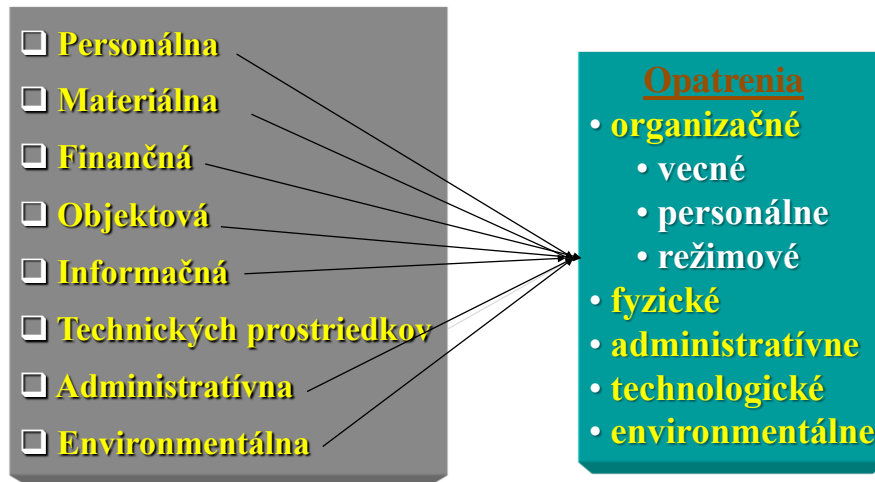 ❑ Personálna
❑ Materiálna
❑ Finančná
❑ Objektová
❑ Informačná
❑ Technických prostriedkov
❑ Administratívna
❑ Environmentálna
Opatrenia
• organizačné
• vecné
• personálne
• režimové
• fyzické
• administratívne
• technologické
• environmentálne